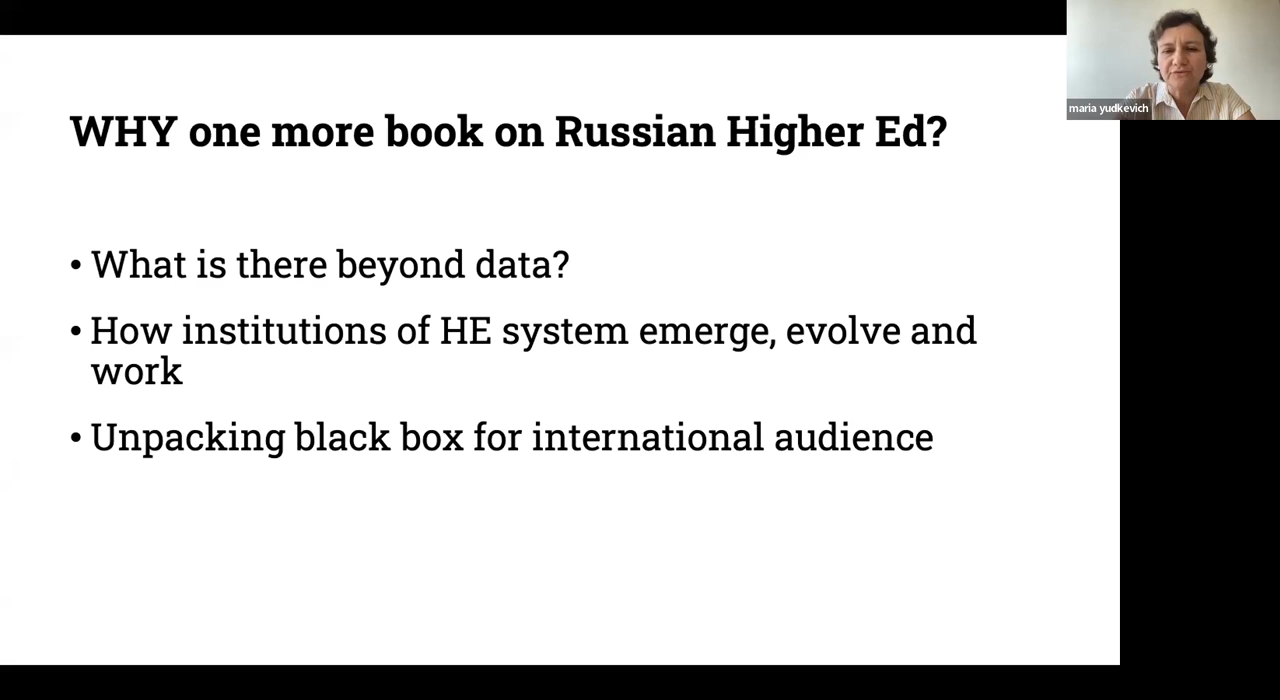 WHY one more book on Russian Higher Ed?
maria yudkevich
• What is there beyond data?
• How institutions of HE system emerge, evolve and
work
• Unpacking black box for international audience